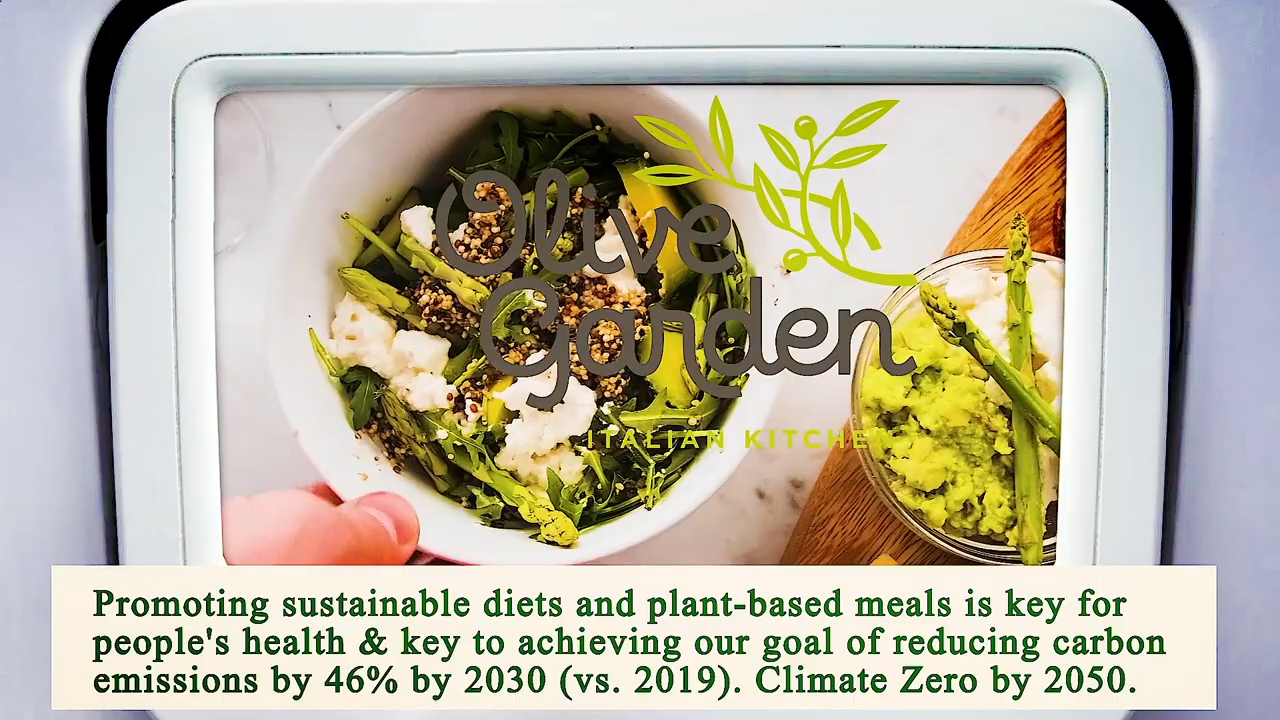 Olive
Garden
ITALIAN KITCHEN
Promoting sustainable diets and plant-based meals is key for
people's health & key to achieving our goal of reducing carbon
emissions by 46% by 2030 (vs. 2019). Climate Zero by 2050.